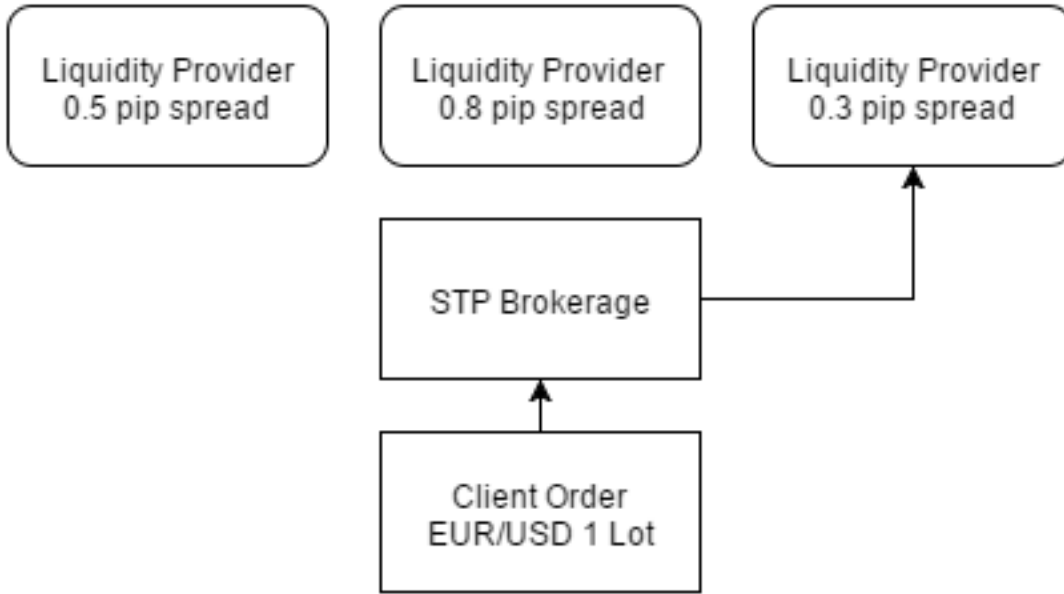 Liquidity Provider
0.5 pip spread
Liquidity Provider
0.8 pip spread
Liquidity Provider
0.3 pip spread
STP Brokerage
Client Order
EUR/USD 1 Lot